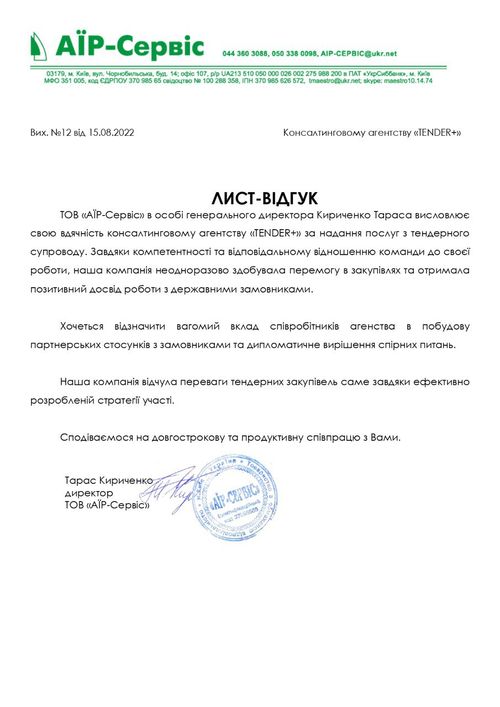 АЇР-Сервіс
044 360 3088, 050 338 0098, AIP-СЕРВІС@ukr.net
03179, м. Київ, вул. Чорнобильська, буд. 14; офіс 107, р/р UA213 510 050 000 026 002 275 988 200 в ПАТ «УкрСиббанк», м. Київ
МФО 351 005, код ЄДРПОУ 370 985 65 свідоцтво № 100 288 358, ІПН 370 985 626 575, tmaestro@ukr.net; skype: maestro10.14.74
Вих. №12 від 15.08.2022
Консалтинговому агентству «TENDER+»
ЛИСТ-ВІДГУК
ТОВ «АЇР-Сервіс» в особі генерального директора Кириченко Тараса висловлює
свою вдячність консалтинговому агентству «TENDER+» за надання послуг з тендерного
супроводу. Завдяки компетентності та відповідальному відношенню команди до своєї
роботи, наша компанія неодноразово здобувала перемогу в закупівлях та отримала
позитивний досвід роботи з державними замовниками.
Хочеться відзначити вагомий вклад співробітників агенства в побудову
партнерських стосунків з замовниками та дипломатичне вирішення спірних питань.
Наша компанія відчула переваги тендерних закупівель саме завдяки ефективно
розробленій стратегії участі.
Сподіваємося на довгострокову та продуктивну співпрацю з Вами.
Тарас Кириченко
директор
ТОВ «АЇР-Сервіс»
«АЇР-СЕРВІС»